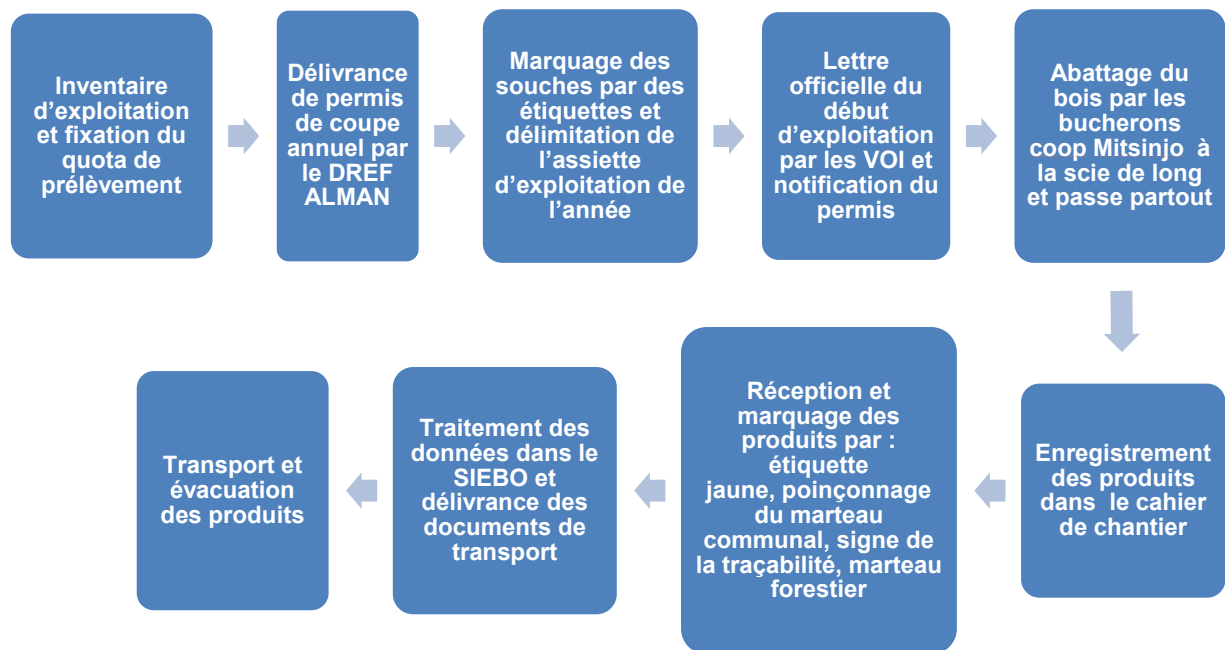 Inventaire
d'exploitation
et fixation du
quota de
prélèvement
Délivrance
de permis
de coupe
annuel par
le DREF
ALMAN
Marquage des
souches par des
étiquettes et
délimitation de
l'assiette
d'exploitation de
l'année
Lettre
officielle du
début
d'exploitation
par les VOI et
notification du
permis
Abattage du
bois par les
bucherons
coop Mitsinjo à
la scie de long
et passe partout
Enregistrement
des produits
dans le cahier
de chantier
Réception et
marquage des
produits par :
étiquette
jaune, poinçonnage
du marteau
communal, signe de
la traçabilité, marteau
forestier
Traitement des
données dans le
SIEBO et
délivrance des
documents de
transport
Transport et
évacuation
des produits